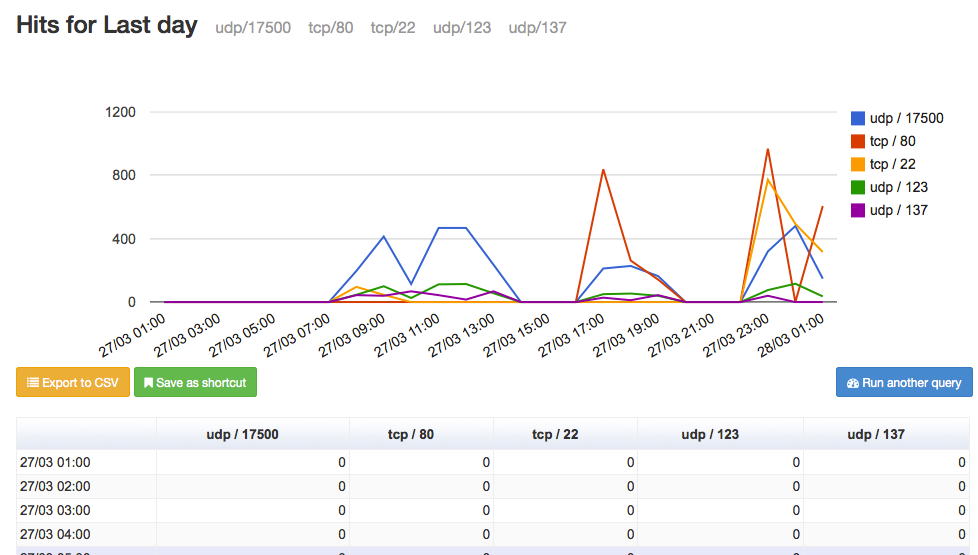 Hits for Last day udp/17500 tcp/80 tcp/22 udp/123 udp/137
1200
800
400
0
udp / 17500
tcp / 80
tcp / 22
udp / 123
udp / 137
27/03 01:00 27/03 03:00 27/03 05:00 27/03 07:00 27/03 09:00 27/03 11:00 27/03 13:00 27/03 15:00 27/03 17:00 27/03 19:00 27/03 21:00 27/03 23:00 28/03 01:00
Export to CSV Save as shortcut Run another query
udp / 17500 tcp / 80 tcp / 22 udp / 123 udp / 137
27/03 01:00 0 0 0 0 0
27/03 02:00 0 0 0 0 0
27/03 03:00 0 0 0 0 0
27/03 04:00 0 0 0 0 0